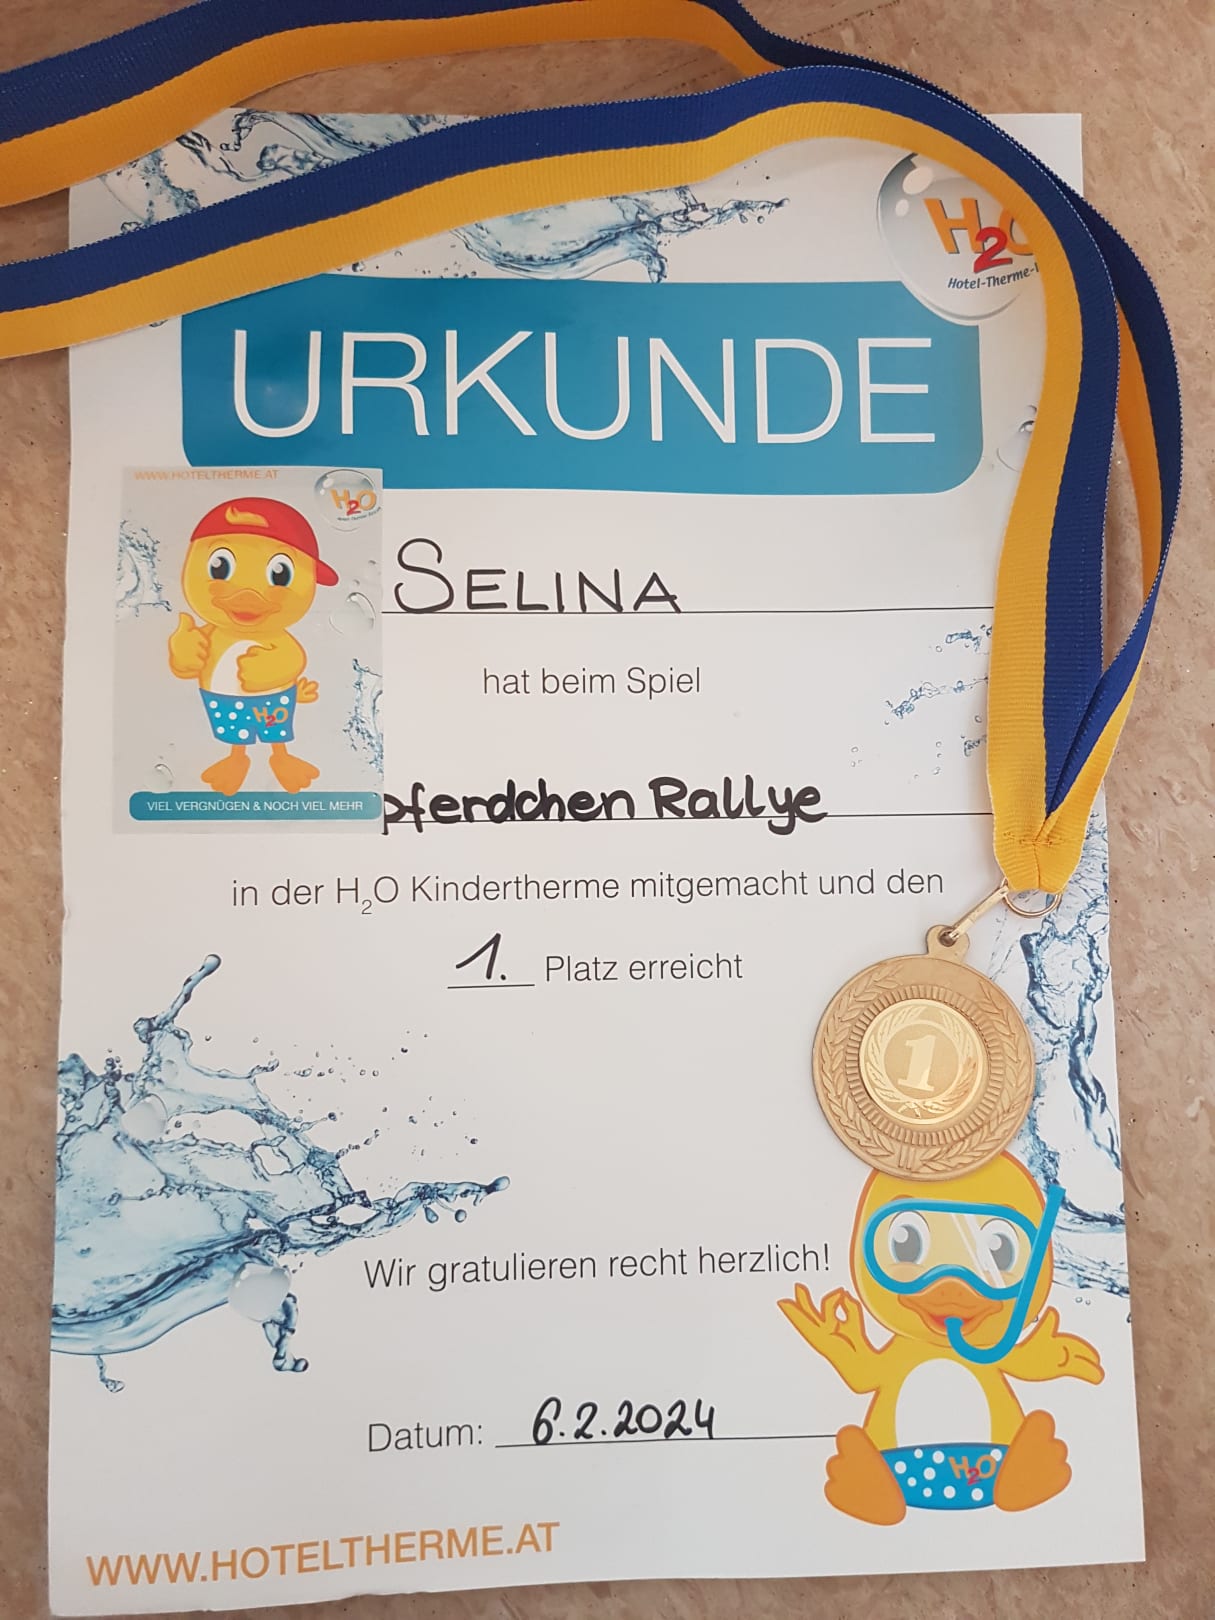 H2O
Hotel-Therme-
URKUNDE
WWW.HOTELTHERME.AT
H2O
SELINA
hat beim Spiel
H2O
VIEL VERGNÜGEN & NOCH VIEL MEHR
pferdchen Rallye
in der H₂O Kindertherme mitgemacht und den
1. Platz erreicht
1
Wir gratulieren recht herzlich!
Datum: 6.2.2024
H2O
WWW.HOTELTHERME.AT